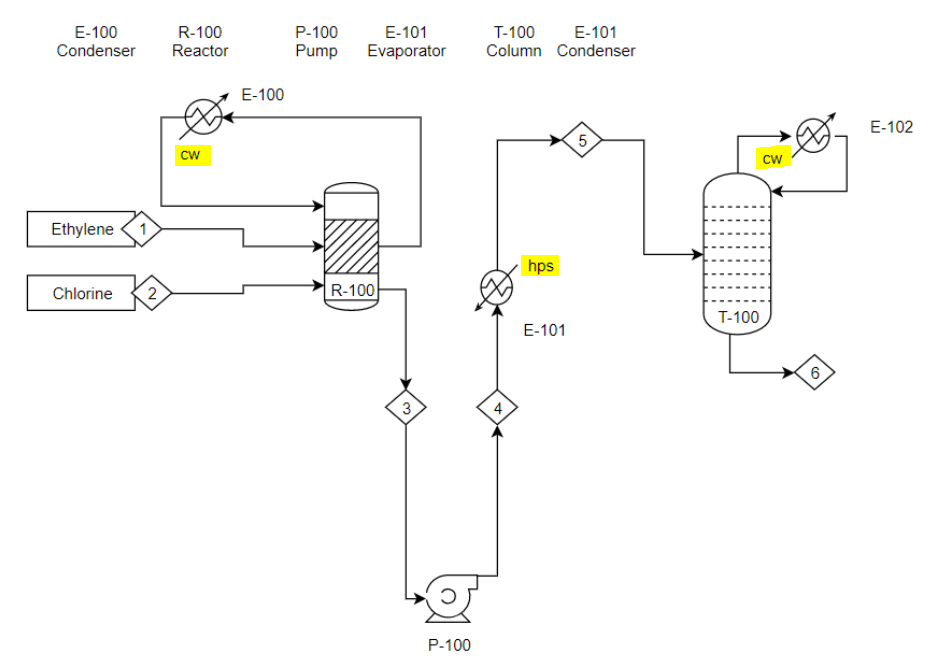 E-100 R-100 P-100 E-101 T-100 E-101
Condenser Reactor Pump Evaporator Column Condenser
E-100
cw
E-102
cw
5
Ethylene 1
hps
Chlorine 2
R-100
T-100
E-101
6
3
4
P-100